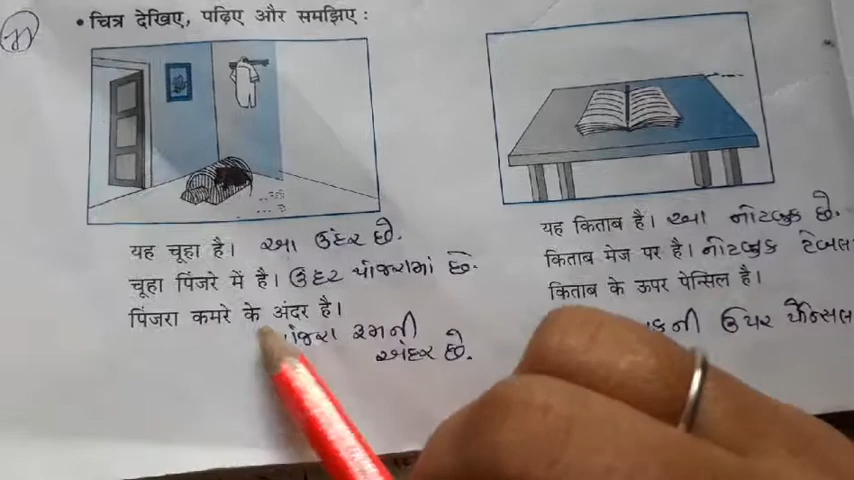 11
• चित्र देखिए, पढ़िए और समझिए :
यह चूहा है। આ ઉંદર છે.
चूहा पिंजरे में है। ઉંદર પાંજરામાં છે.
पिंजरा कमरे के अंदर है।
પાંજરા રુમની
અંદર છે.
यह किताब है। આ નોટબુક છે.
किताब मेज पर है। નોટબુક ટેબલ
किताब के ऊपर पेन्सिल है।
ઉપર પેન્સિલ